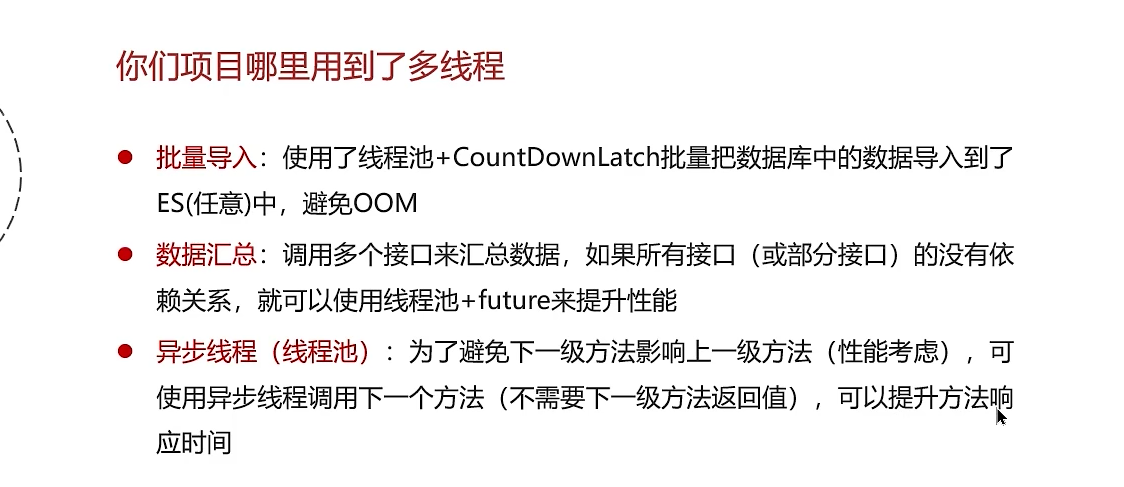 你们项目哪里用到了多线程
批量导入：使用了线程池+CountDownLatch批量把数据库中的数据导入到了
ES(任意)中，避免OOM
数据汇总：调用多个接口来汇总数据，如果所有接口（或部分接口）的没有依
赖关系，就可以使用线程池+future来提升性能
异步线程（线程池）：为了避免下一级方法影响上一级方法（性能考虑），可
使用异步线程调用下一个方法（不需要下一级方法返回值），可以提升方法响
应时间